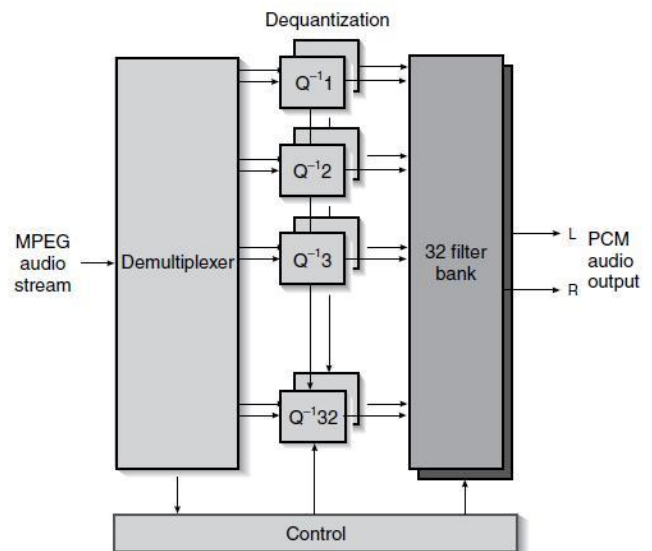 Dequantization
Q⁻¹1
Q⁻¹2
Q⁻¹3
Q⁻¹32
MPEG
audio
stream
Demultiplexer
32 filter
bank
L
R
PCM
audio
output
Control